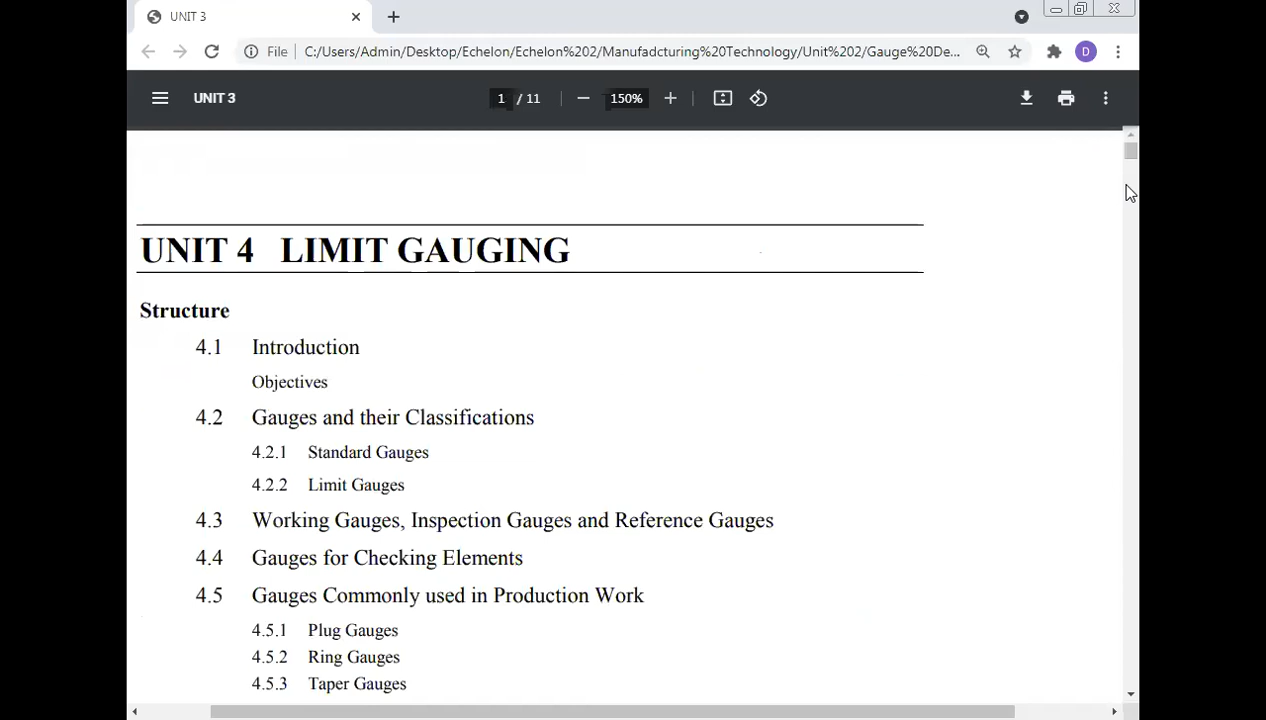 UNIT 3
File C:/Users/Admin/Desktop/Echelon/Echelon%202/Manufadcturing%20Technology/Unit%202/Gauge%20De... D
UNIT 3 1 / 11 150%
UNIT 4 LIMIT GAUGING
Structure
4.1 Introduction
Objectives
4.2 Gauges and their Classifications
4.2.1 Standard Gauges
4.2.2 Limit Gauges
4.3 Working Gauges, Inspection Gauges and Reference Gauges
4.4 Gauges for Checking Elements
4.5 Gauges Commonly used in Production Work
4.5.1 Plug Gauges
4.5.2 Ring Gauges
4.5.3 Taper Gauges